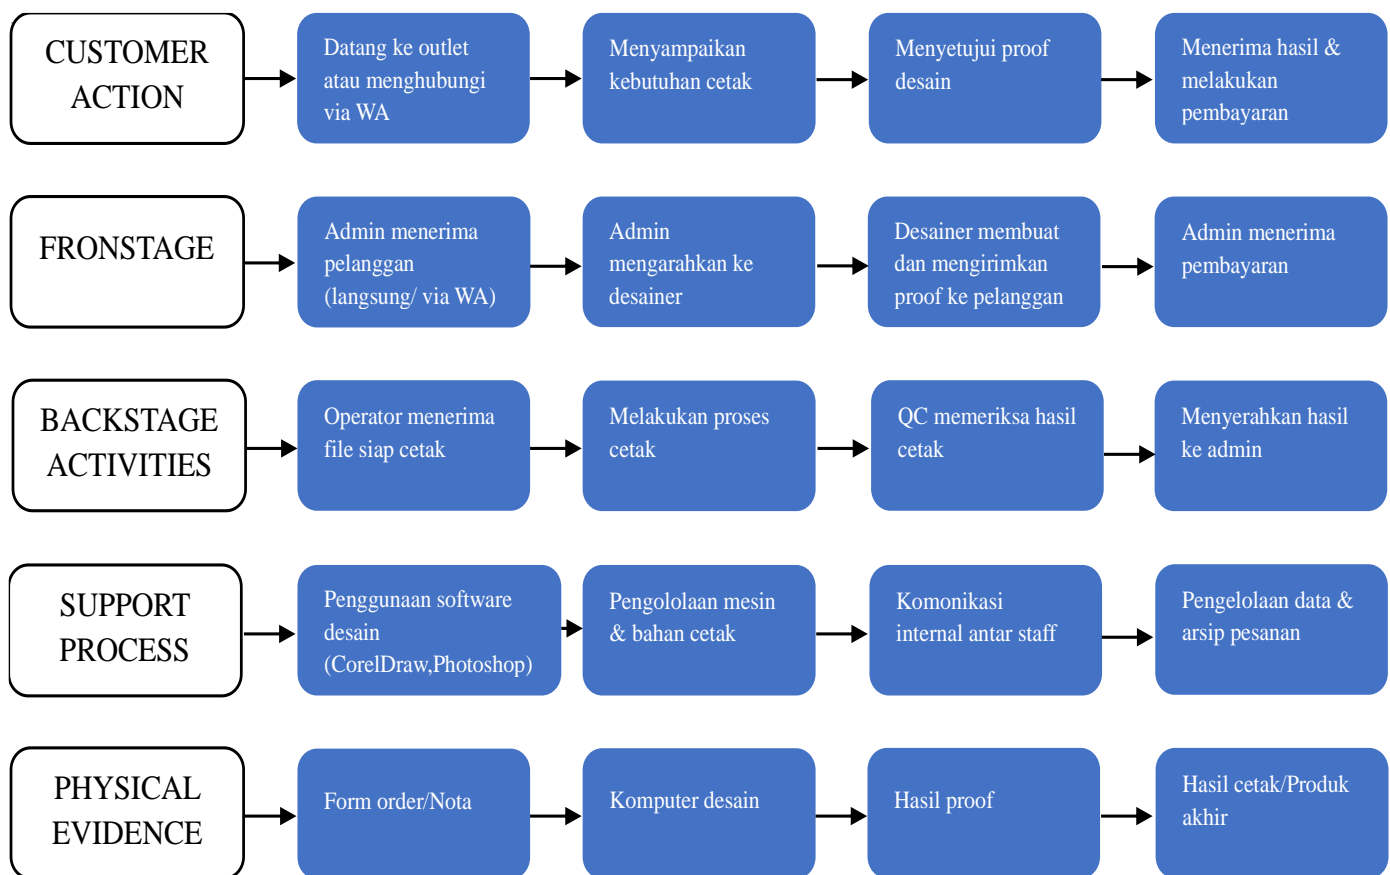 CUSTOMER
ACTION
Datang ke outlet
atau menghubungi
via WA
Menyampaikan
kebutuhan cetak
Menyetujui proof
desain
Menerima hasil &
melakukan
pembayaran
FRONSTAGE
Admin menerima
pelanggan
(langsung/ via WA)
Admin
mengarahkan ke
desainer
Desainer membuat
dan mengirimkan
proof ke pelanggan
Admin menerima
pembayaran
BACKSTAGE
ACTIVITIES
Operator menerima
file siap cetak
Melakukan proses
cetak
QC memeriksa hasil
cetak
Menyerahkan hasil
ke admin
SUPPORT
PROCESS
Penggunaan software
desain
(CorelDraw,Photoshop)
Pengololaan mesin
& bahan cetak
Komonikasi
internal antar staff
Pengelolaan data &
arsip pesanan
PHYSICAL
EVIDENCE
Form order/Nota
Komputer desain
Hasil proof
Hasil cetak/Produk
akhir